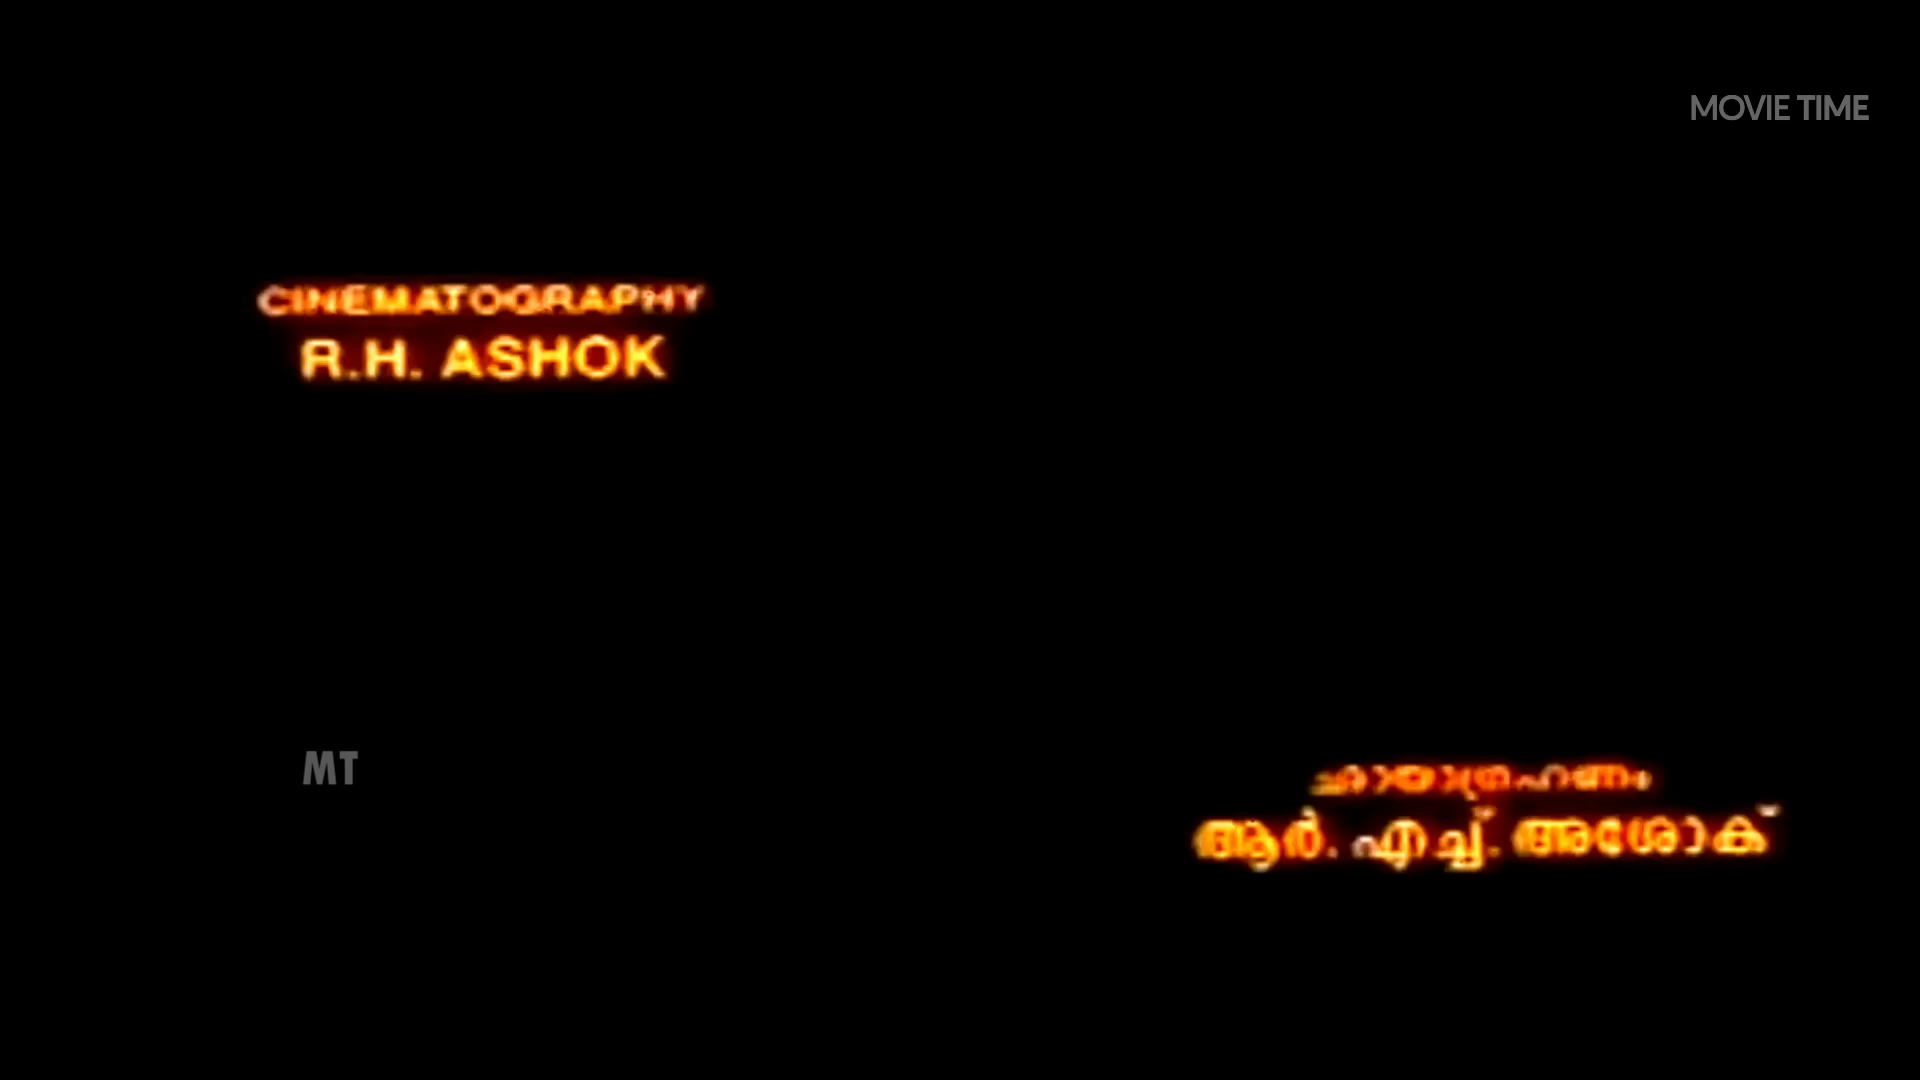 MOVIE TIME
CINEMATOGRAPHY
R.H. ASHOK
MT
ഛായാഗ്രഹണം
ആർ. എച്ച്. അശോക്